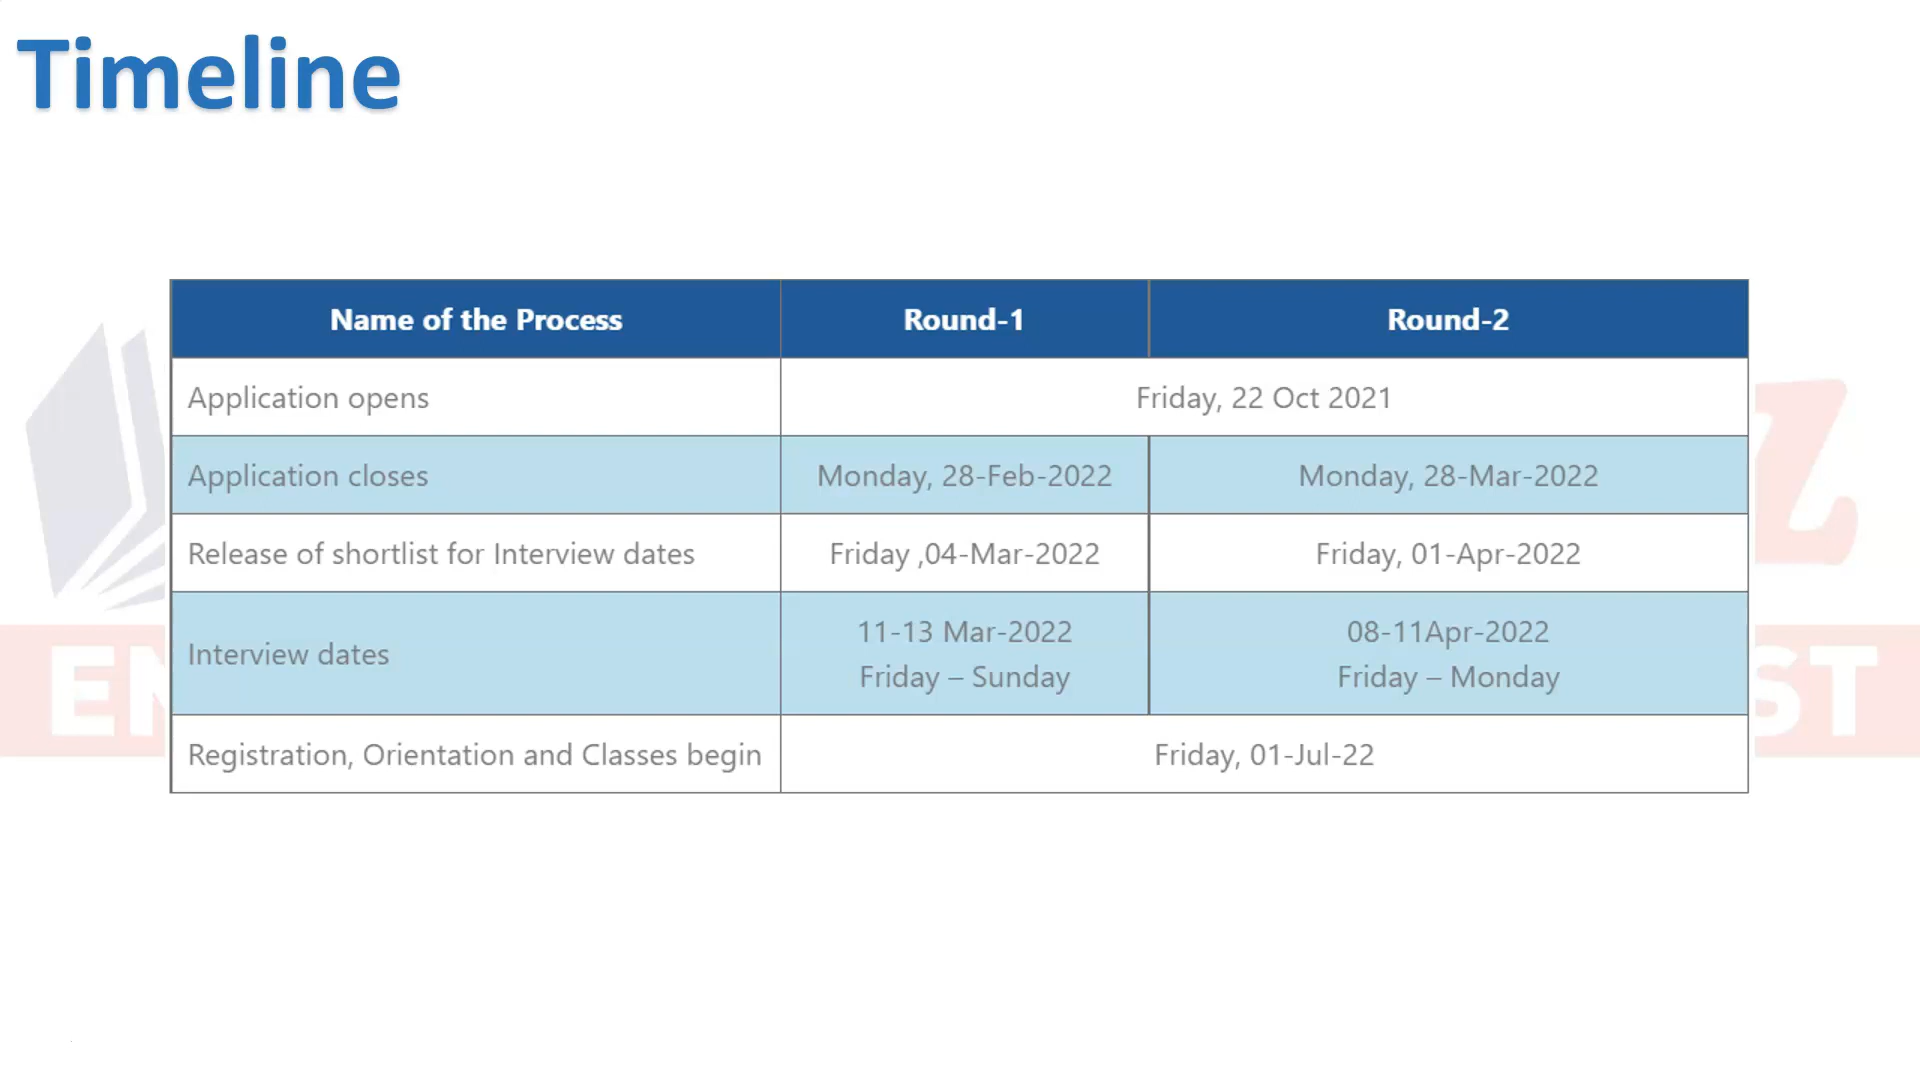 Timeline
Name of the Process Round-1 Round-2
Application opens Friday, 22 Oct 2021
Application closes Monday, 28-Feb-2022 Monday, 28-Mar-2022
Release of shortlist for Interview dates Friday ,04-Mar-2022 Friday, 01-Apr-2022
Interview dates 11-13 Mar-2022 08-11Apr-2022
Friday – Sunday Friday – Monday
Registration, Orientation and Classes begin Friday, 01-Jul-22